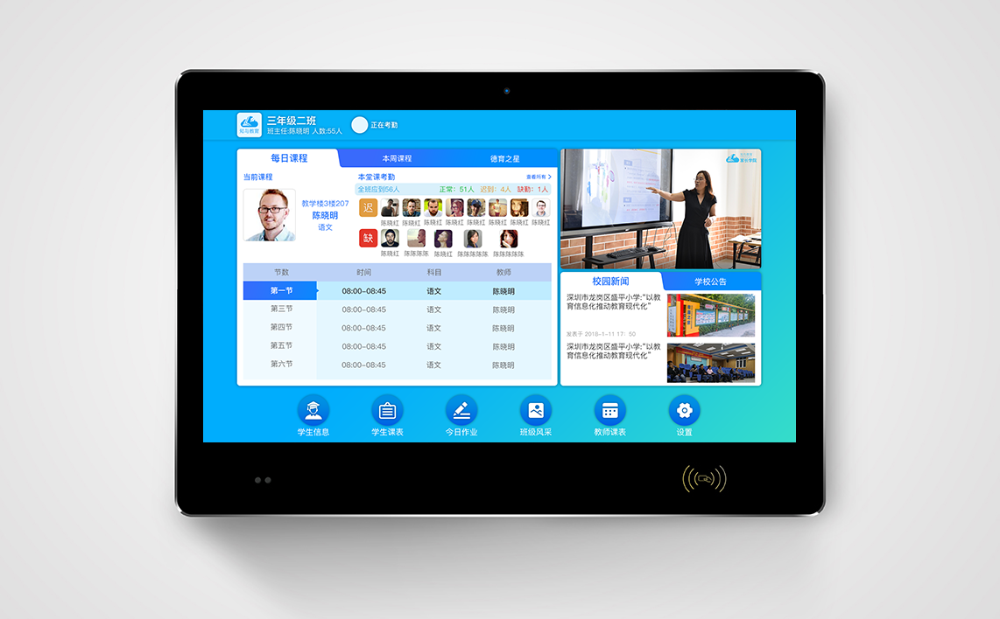 知鸟教育
三年级二班
班主任:陈晓明 人数:55人
正在考勤
每日课程
本周课程
德育之星
当前课程
教学楼3楼207
陈晓明
语文
本堂课考勤
查看所有
全班应到56人
正常: 51人 迟到: 4人 缺勤: 1人
迟
陈晓红 陈晓红 陈晓红 陈晓红 陈晓红 陈晓红 陈晓红 陈晓红
缺
陈晓红 陈陈陈陈 陈晓红 陈陈陈陈陈 陈陈陈陈陈
节数 时间 科目 教师
第一节 08:00-08:45 语文 陈晓明
第三节 08:00-08:45 语文 陈晓明
第四节 08:00-08:45 语文 陈晓明
第五节 08:00-08:45 语文 陈晓明
第六节 08:00-08:45 语文 陈晓明
家长学院
校园新闻
学校公告
深圳市龙岗区盛平小学:“以教
育信息化推动教育现代化”
发表于 2018-1-11 17: 50
深圳市龙岗区盛平小学:“以教
育信息化推动教育现代化”
学生信息
学生课表
今日作业
班级风采
教师课表
设置